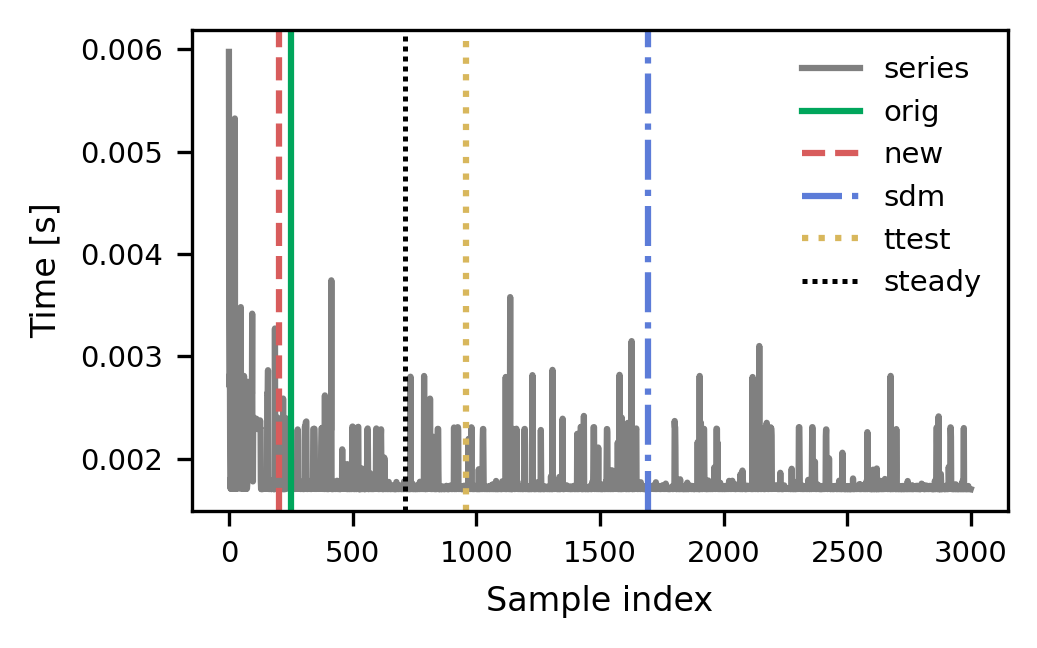 0.006
0.005
0.004
0.003
0.002
Time [s]
series
orig
new
sdm
ttest
steady
0 500 1000 1500 2000 2500 3000
Sample index